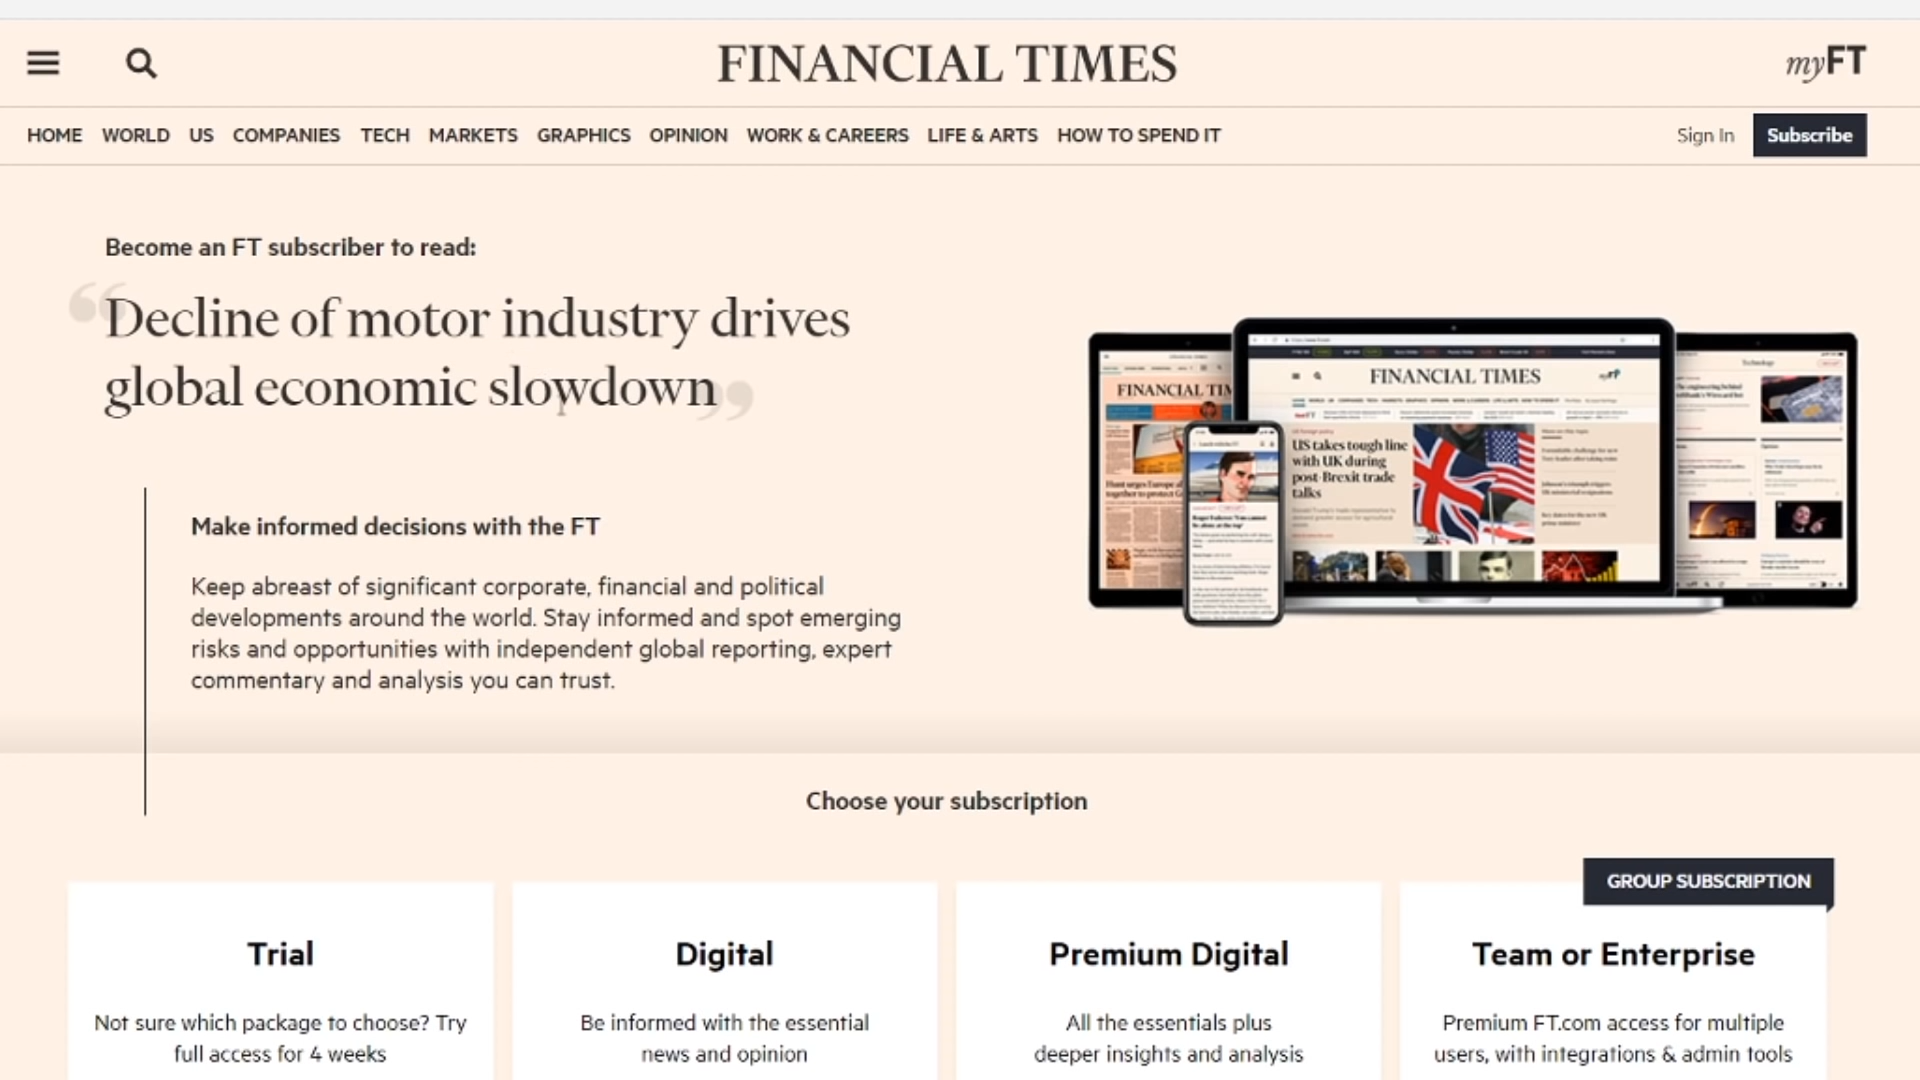 FINANCIAL TIMES
myFT
HOME WORLD US COMPANIES TECH MARKETS GRAPHICS OPINION WORK & CAREERS LIFE & ARTS HOW TO SPEND IT
Sign In Subscribe
Become an FT subscriber to read:
“Decline of motor industry drives
global economic slowdown”
Make informed decisions with the FT
Keep abreast of significant corporate, financial and political
developments around the world. Stay informed and spot emerging
risks and opportunities with independent global reporting, expert
commentary and analysis you can trust.
FINANCIAL TIM
FINANCIAL TIMES
US takes tough line
with UK during
post-Brexit trade
talks
Choose your subscription
GROUP SUBSCRIPTION
Trial
Not sure which package to choose? Try
full access for 4 weeks
Digital
Be informed with the essential
news and opinion
Premium Digital
All the essentials plus
deeper insights and analysis
Team or Enterprise
Premium FT.com access for multiple
users, with integrations & admin tools